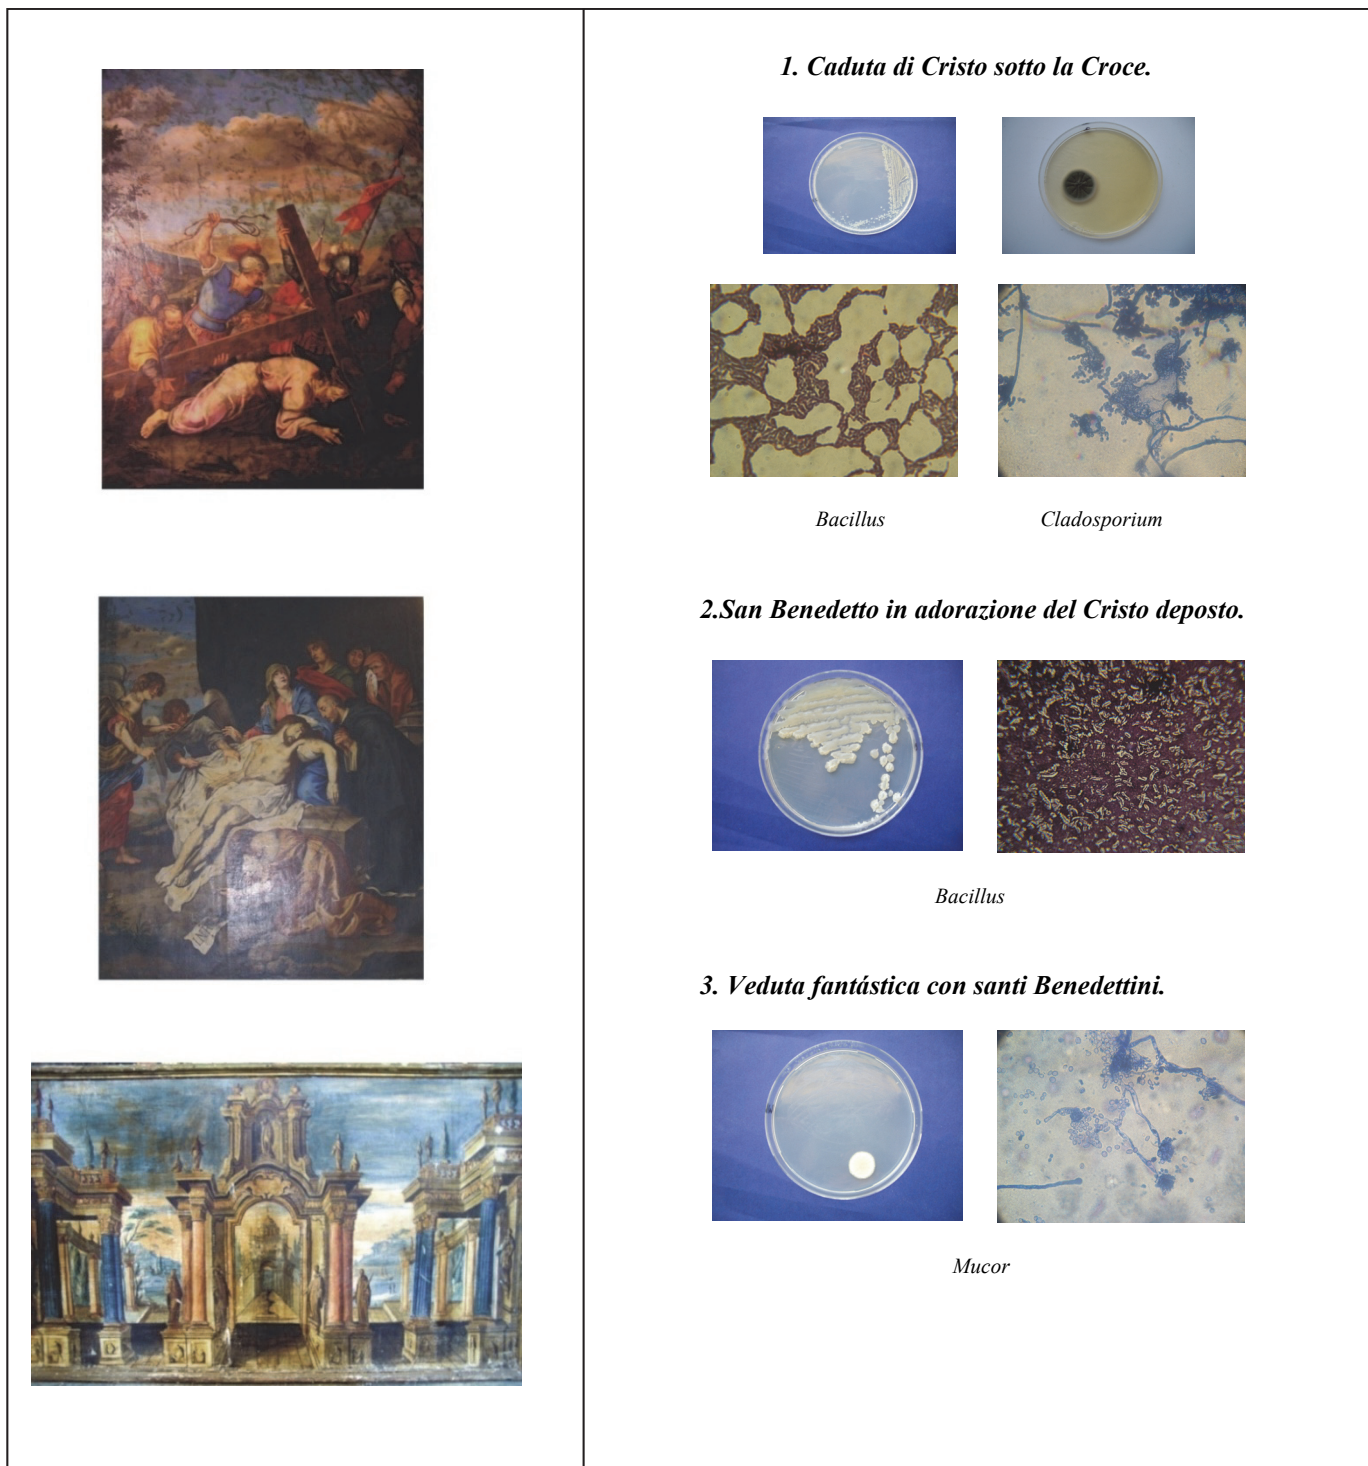 1. Caduta di Cristo sotto la Croce.
Bacillus Cladosporium
2.San Benedetto in adorazione del Cristo deposto.
Bacillus
3. Veduta fantástica con santi Benedettini.
Mucor